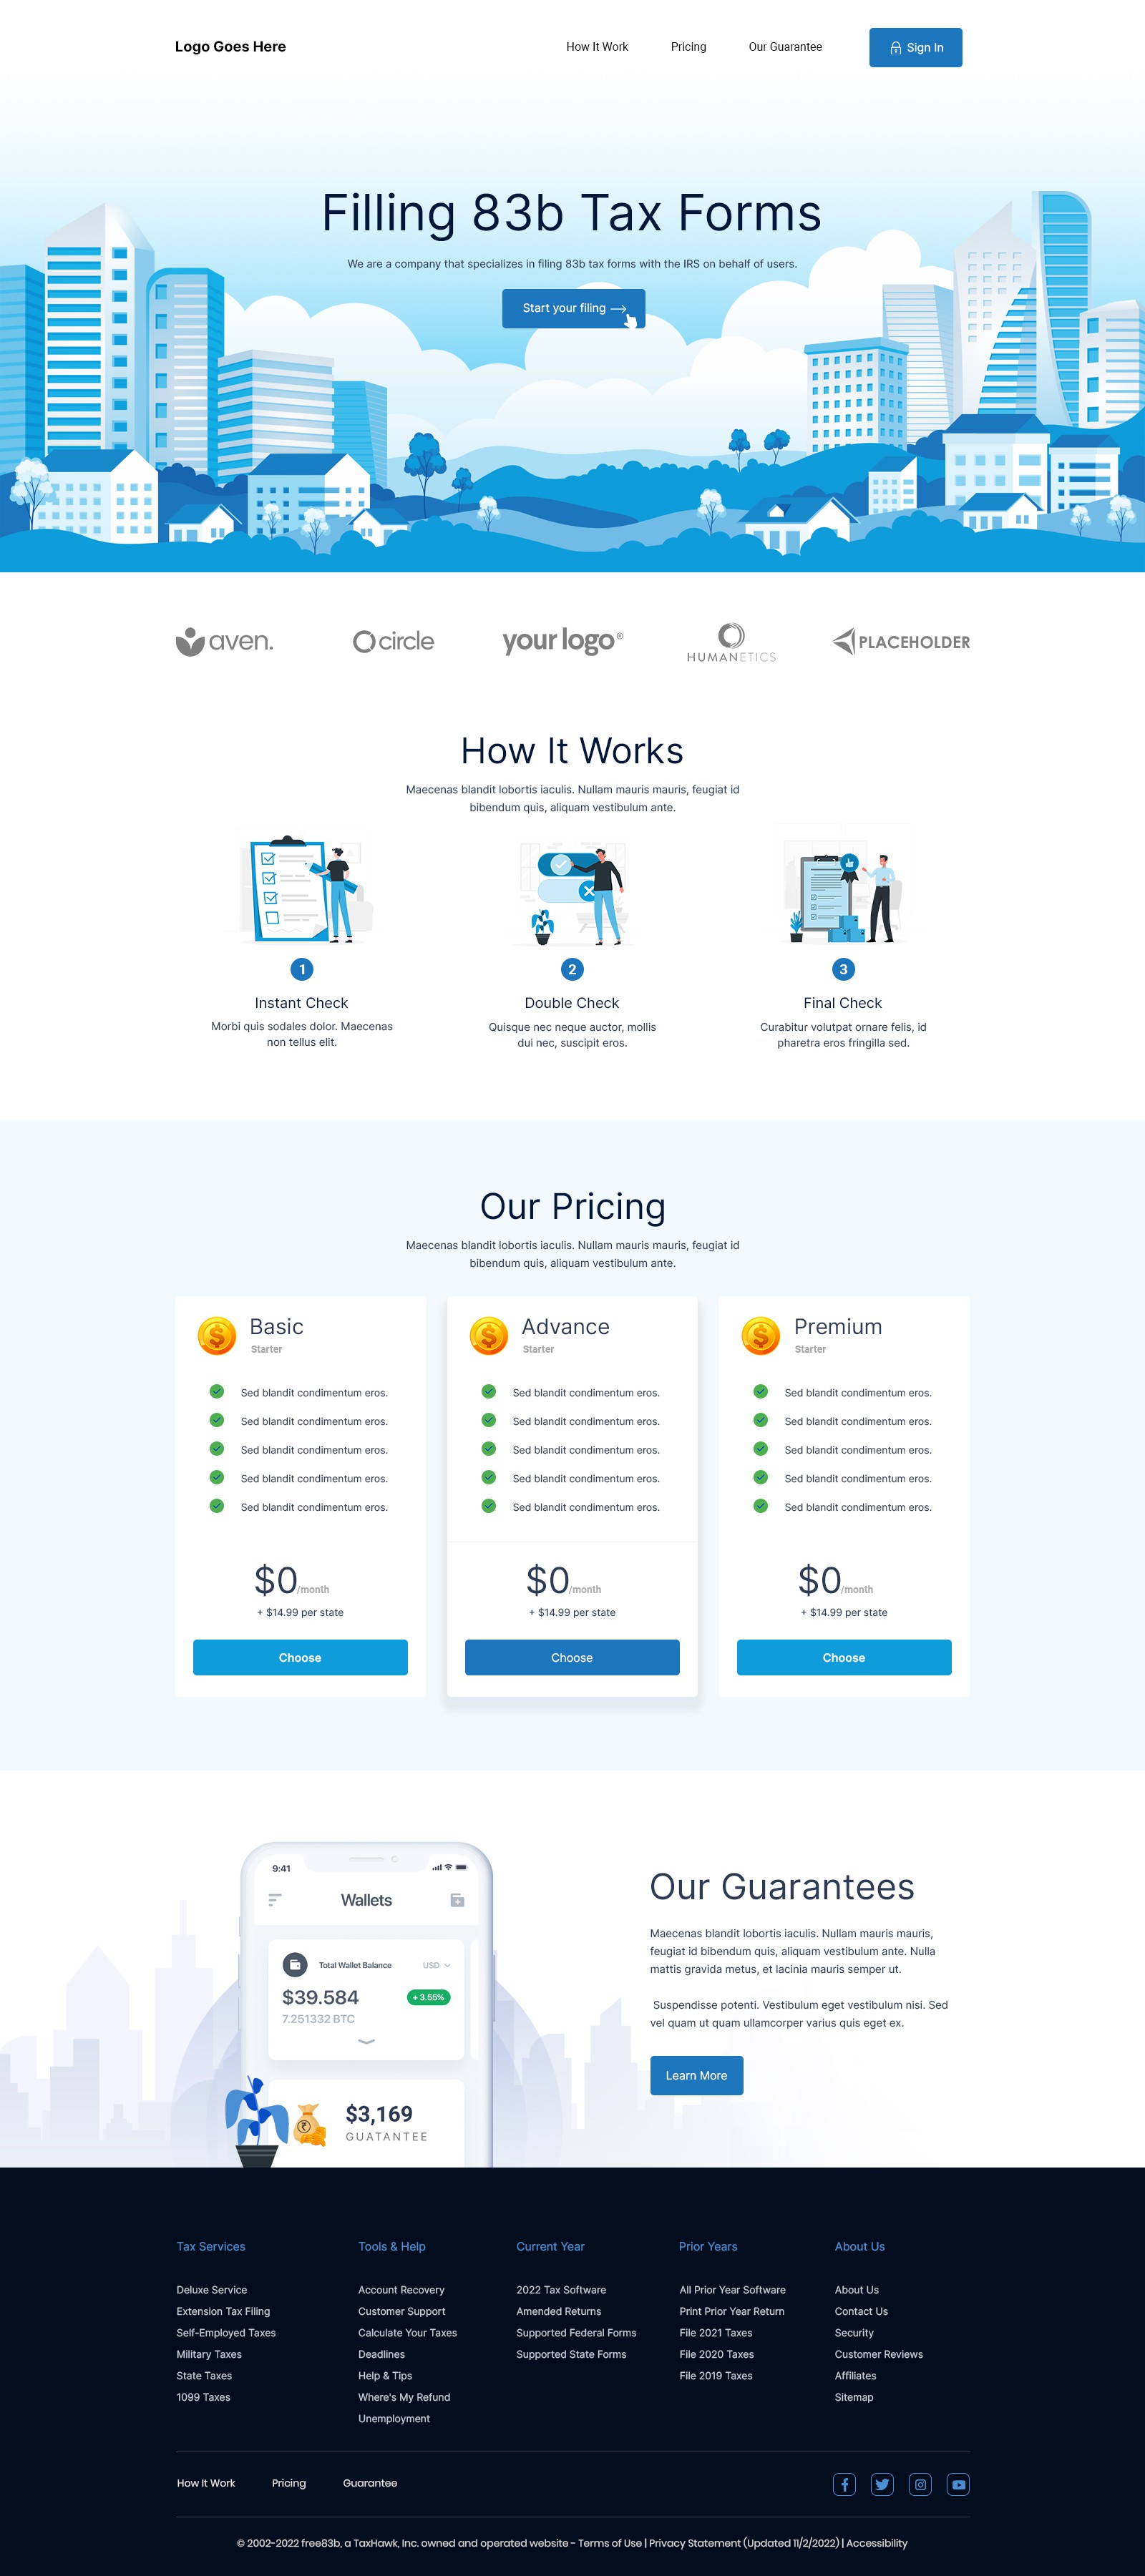 Logo Goes Here
How It Work
Pricing
Our Guarantee
Sign In
Filling 83b Tax Forms
We are a company that specializes in filing 83b tax forms with the IRS on behalf of users.
Start your filing
aven.
circle
your logo®
HUMANETICS
PLACEHOLDER
How It Works
Maecenas blandit lobortis iaculis. Nullam mauris mauris, feugiat id
bibendum quis, aliquam vestibulum ante.
1
Instant Check
Morbi quis sodales dolor. Maecenas
non tellus elit.
2
Double Check
Quisque nec neque auctor, mollis
dui nec, suscipit eros.
3
Final Check
Curabitur volutpat ornare felis, id
pharetra eros fringilla sed.
Our Pricing
Maecenas blandit lobortis iaculis. Nullam mauris mauris, feugiat id
bibendum quis, aliquam vestibulum ante.
Basic
Starter
Sed blandit condimentum eros.
Sed blandit condimentum eros.
Sed blandit condimentum eros.
Sed blandit condimentum eros.
Sed blandit condimentum eros.
$0/month
+ $14.99 per state
Choose
Advance
Starter
Sed blandit condimentum eros.
Sed blandit condimentum eros.
Sed blandit condimentum eros.
Sed blandit condimentum eros.
Sed blandit condimentum eros.
$0/month
+ $14.99 per state
Choose
Premium
Starter
Sed blandit condimentum eros.
Sed blandit condimentum eros.
Sed blandit condimentum eros.
Sed blandit condimentum eros.
Sed blandit condimentum eros.
$0/month
+ $14.99 per state
Choose
9:41
Wallets
Total Wallet Balance
USD
$39.584
+ 3.55%
7.251332 BTC
$3,169
GUATANTEE
Our Guarantees
Maecenas blandit lobortis iaculis. Nullam mauris mauris,
feugiat id bibendum quis, aliquam vestibulum ante. Nulla
mattis gravida metus, et lacinia mauris semper ut.
Suspendisse potenti. Vestibulum eget vestibulum nisi. Sed
vel quam ut quam ullamcorper varius quis eget ex.
Learn More
Tax Services
Deluxe Service
Extension Tax Filing
Self-Employed Taxes
Military Taxes
State Taxes
1099 Taxes
Tools & Help
Account Recovery
Customer Support
Calculate Your Taxes
Deadlines
Help & Tips
Where's My Refund
Unemployment
Current Year
2022 Tax Software
Amended Returns
Supported Federal Forms
Supported State Forms
Prior Years
All Prior Year Software
Print Prior Year Return
File 2021 Taxes
File 2020 Taxes
File 2019 Taxes
About Us
About Us
Contact Us
Security
Customer Reviews
Affiliates
Sitemap
How It Work
Pricing
Guarantee
© 2002-2022 free83b, a TaxHawk, Inc. owned and operated website - Terms of Use | Privacy Statement (Updated 11/2/2022) | Accessibility